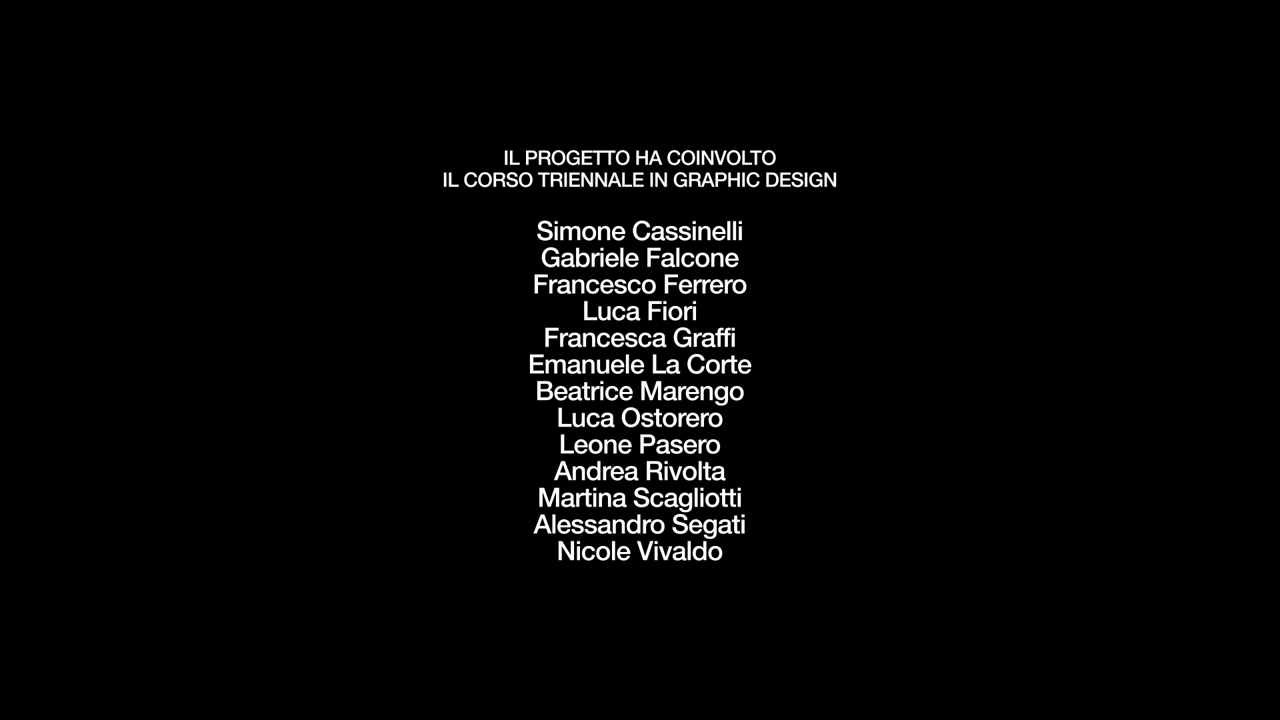 IL PROGETTO HA COINVOLTO
IL CORSO TRIENNALE IN GRAPHIC DESIGN
Simone Cassinelli
Gabriele Falcone
Francesco Ferrero
Luca Fiori
Francesca Graffi
Emanuele La Corte
Beatrice Marengo
Luca Ostorero
Leone Pasero
Andrea Rivolta
Martina Scagliotti
Alessandro Segati
Nicole Vivaldo